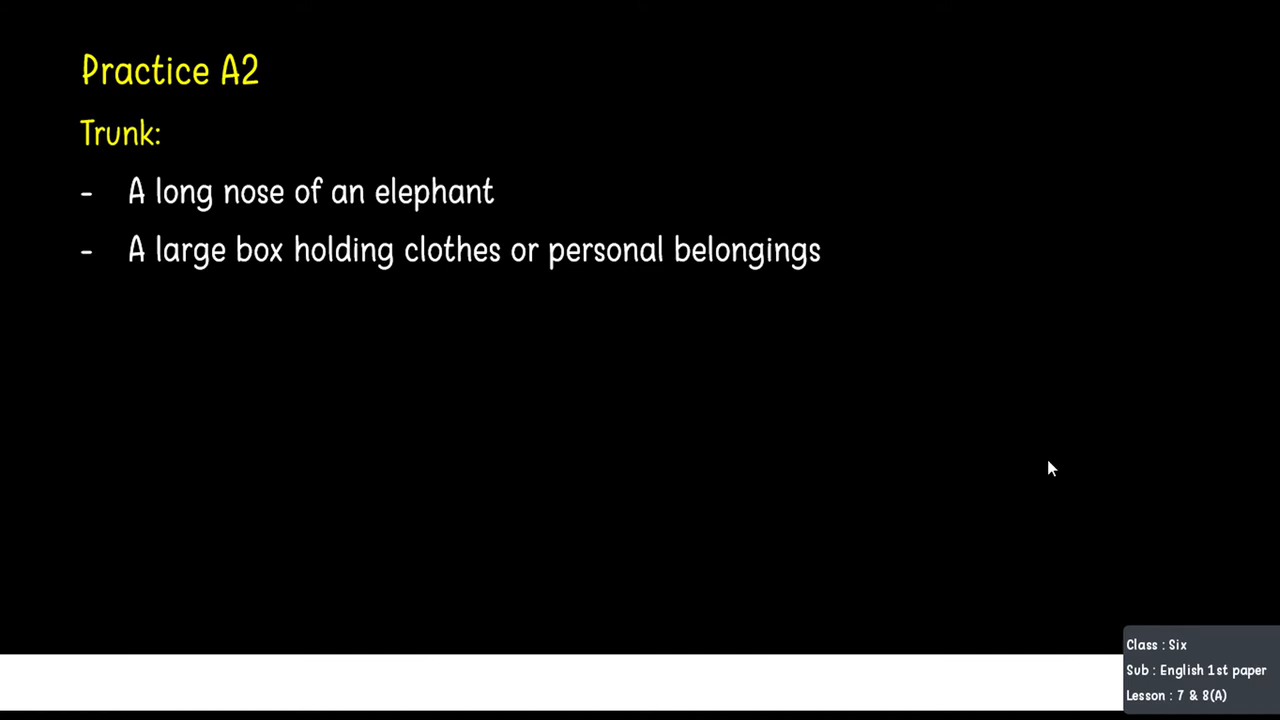 Practice A2
Trunk:
- A long nose of an elephant
- A large box holding clothes or personal belongings
Class : Six
Sub : English 1st paper
Lesson : 7 & 8(A)